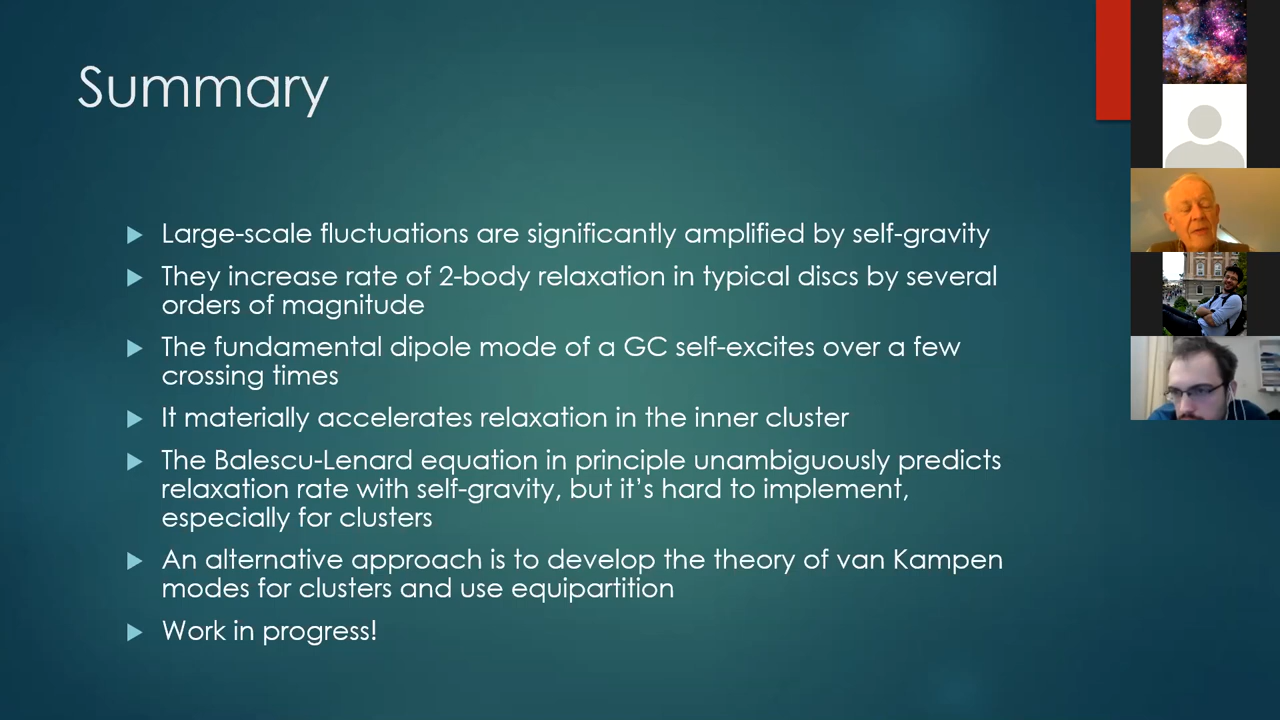 Summary
Large-scale fluctuations are significantly amplified by self-gravity
They increase rate of 2-body relaxation in typical discs by several
orders of magnitude
The fundamental dipole mode of a GC self-excites over a few
crossing times
It materially accelerates relaxation in the inner cluster
The Balescu-Lenard equation in principle unambiguously predicts
relaxation rate with self-gravity, but it's hard to implement,
especially for clusters
An alternative approach is to develop the theory of van Kampen
modes for clusters and use equipartition
Work in progress!